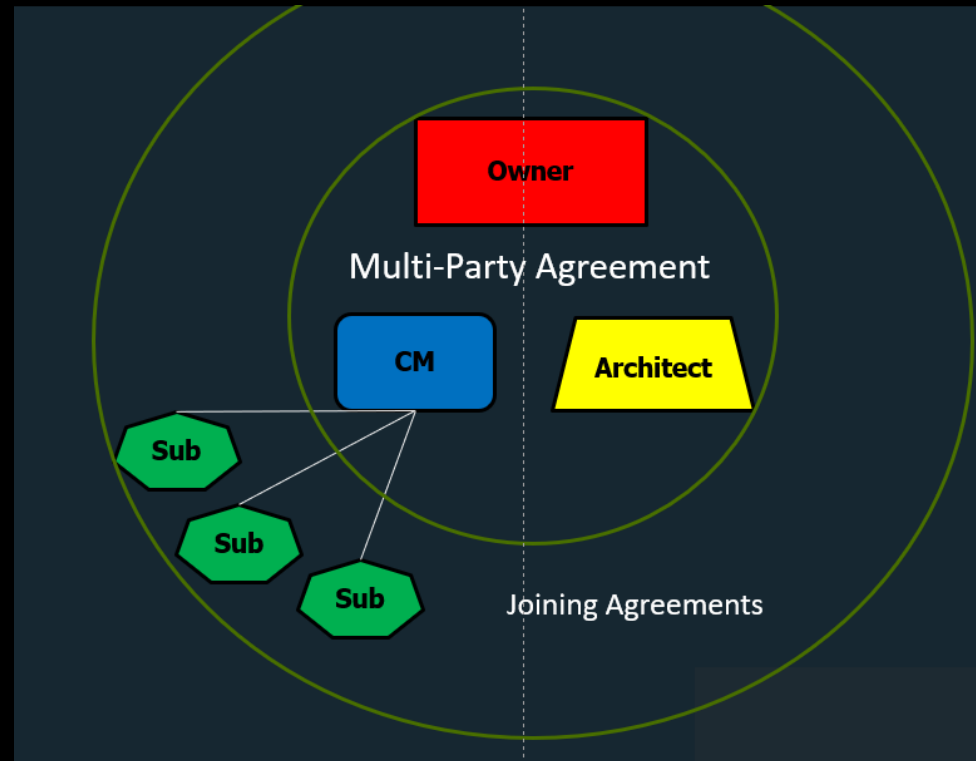 Owner
Multi-Party Agreement
CM
Architect
Sub
Sub
Sub
Joining Agreements